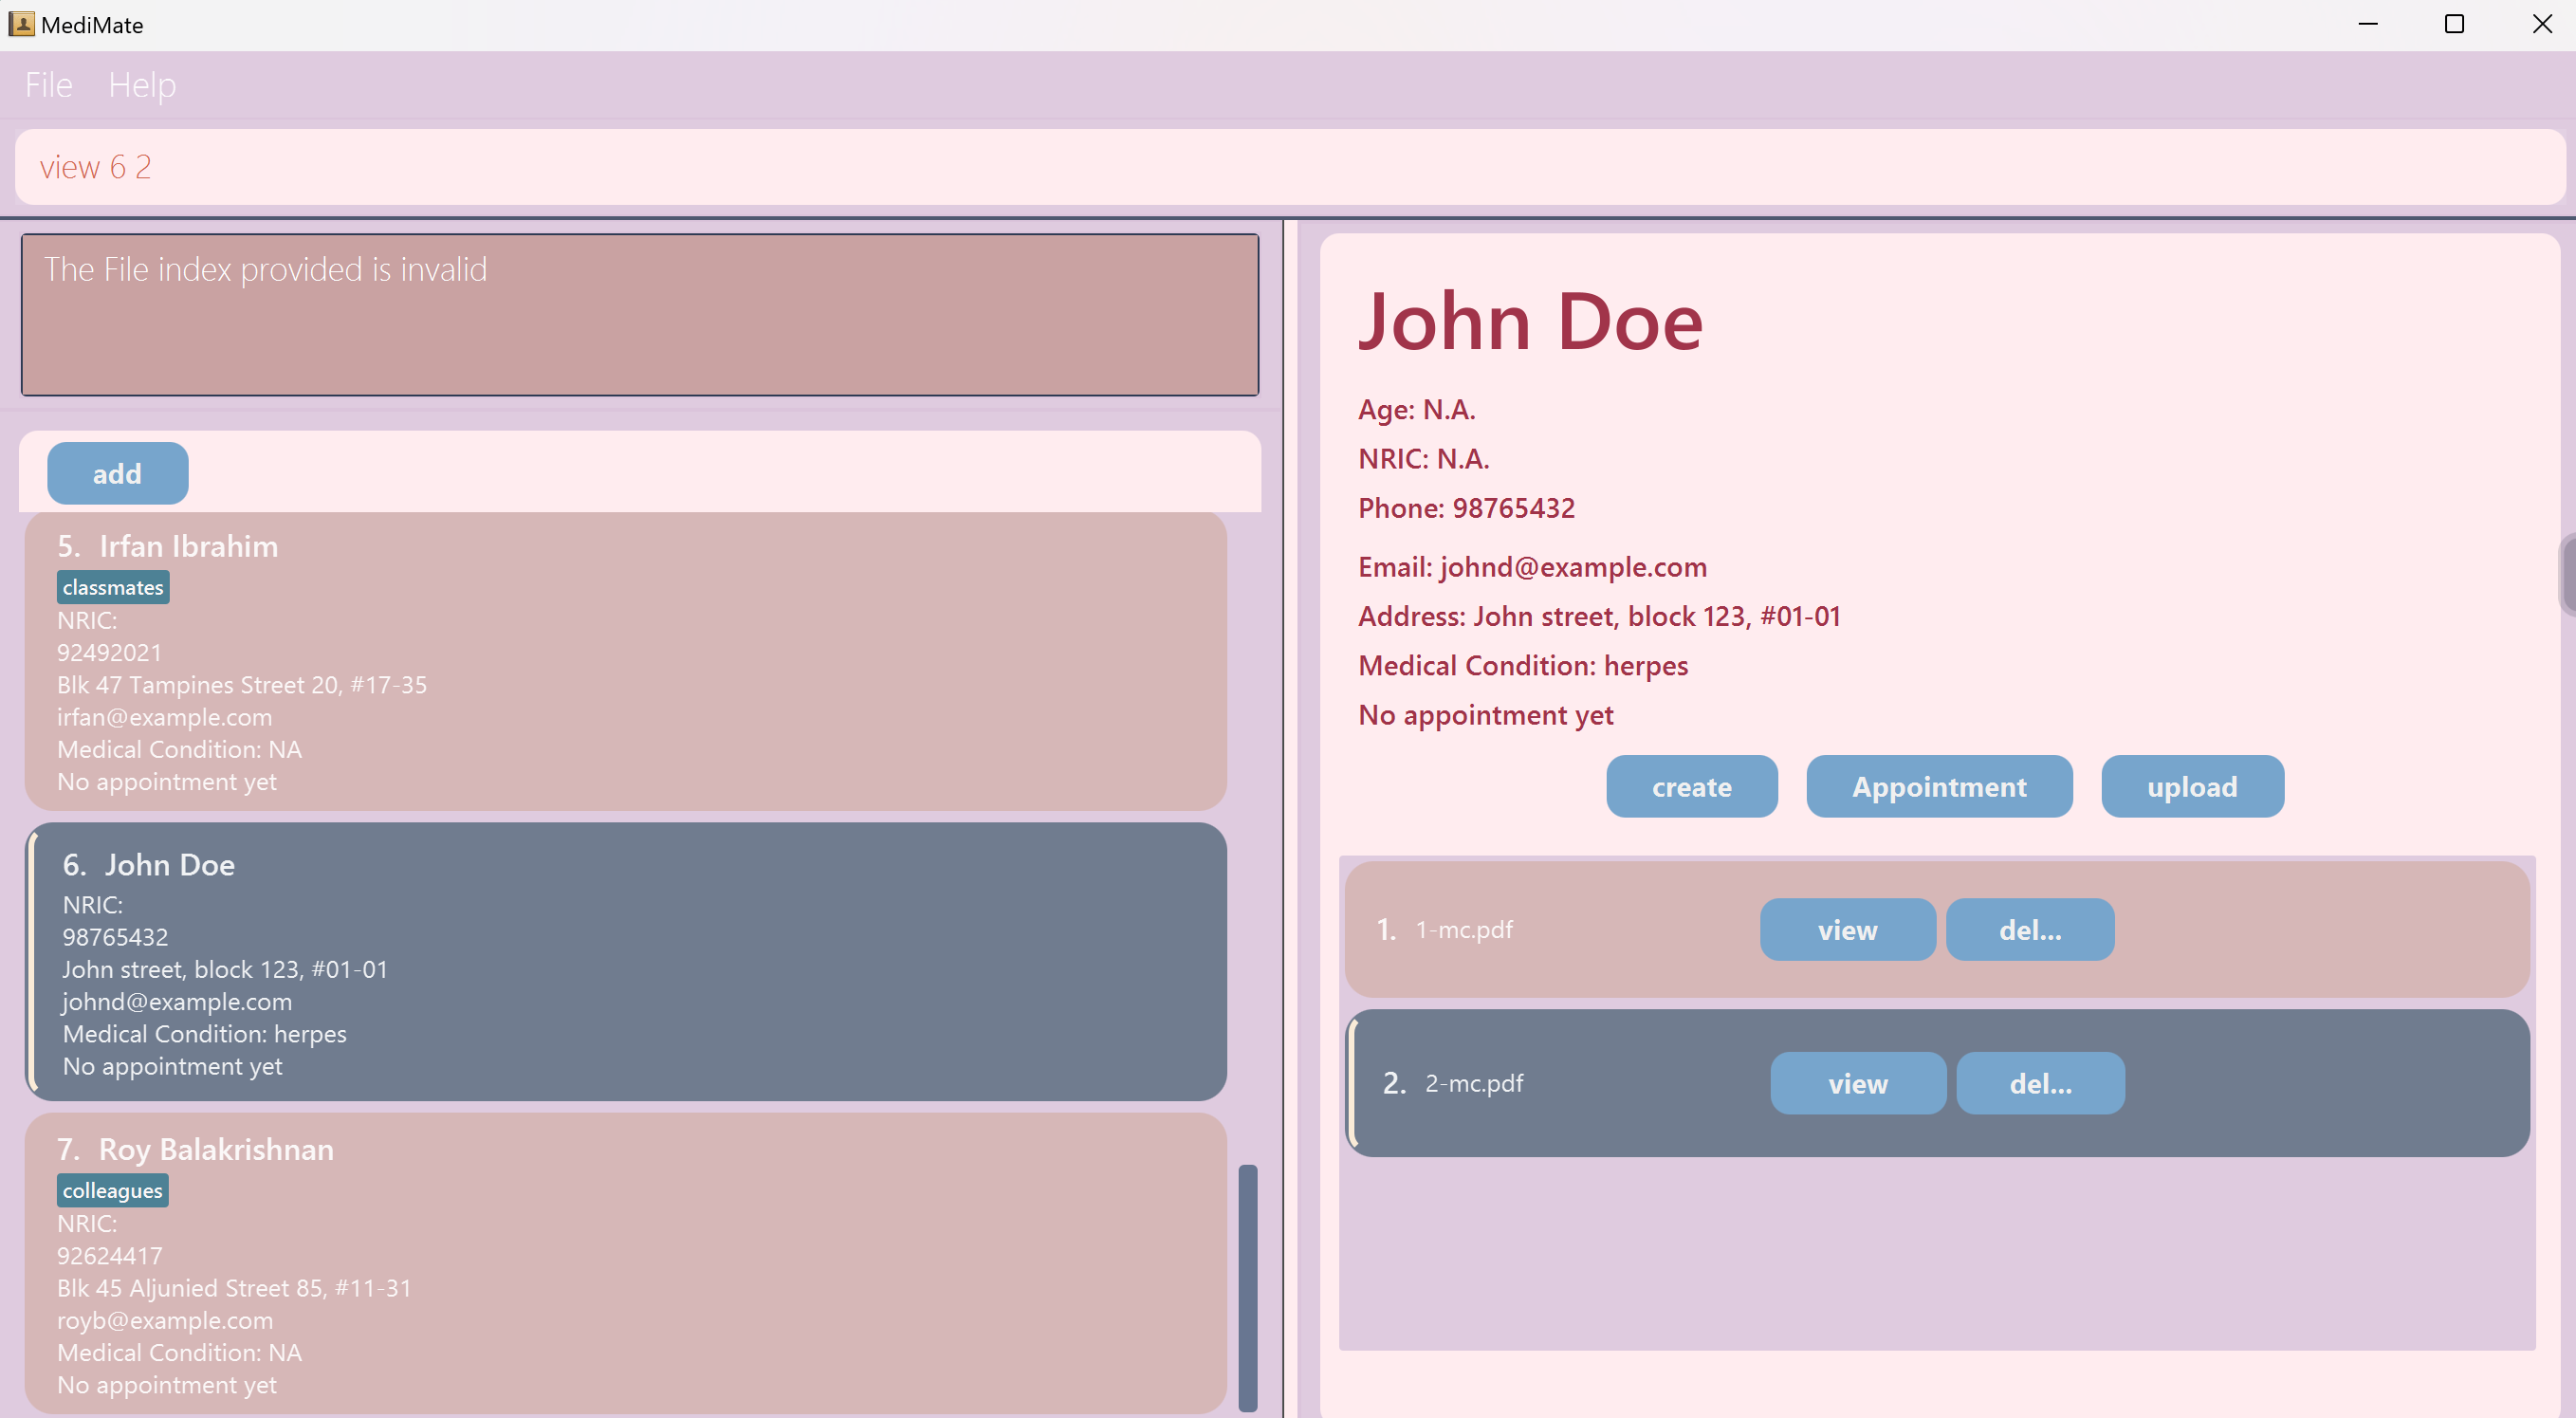 MediMate
File Help
view 6 2
The File index provided is invalid
add
5. Irfan Ibrahim
classmates
NRIC:
92492021
Blk 47 Tampines Street 20, #17-35
irfan@example.com
Medical Condition: NA
No appointment yet
6. John Doe
NRIC:
98765432
John street, block 123, #01-01
johnd@example.com
Medical Condition: herpes
No appointment yet
7. Roy Balakrishnan
colleagues
NRIC:
92624417
Blk 45 Aljunied Street 85, #11-31
royb@example.com
Medical Condition: NA
No appointment yet
John Doe
Age: N.A.
NRIC: N.A.
Phone: 98765432
Email: johnd@example.com
Address: John street, block 123, #01-01
Medical Condition: herpes
No appointment yet
create Appointment upload
1. 1-mc.pdf view del...
2. 2-mc.pdf view del...